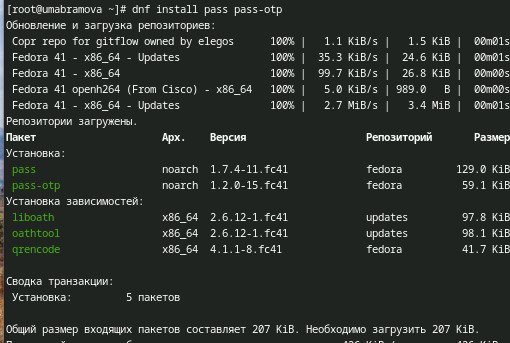 [root@umabramova ~]# dnf install pass pass-otp
Обновление и загрузка репозиториев:
Copr repo for gitflow owned by elegos 100% | 1.1 KiB/s | 1.5 KiB | 00m01s
Fedora 41 - x86_64 - Updates 100% | 35.3 KiB/s | 24.6 KiB | 00m01s
Fedora 41 - x86_64 100% | 99.7 KiB/s | 26.8 KiB | 00m00s
Fedora 41 openh264 (From Cisco) - x86_64 100% | 5.0 KiB/s | 989.0 B | 00m00s
Fedora 41 - x86_64 - Updates 100% | 2.7 MiB/s | 3.4 MiB | 00m01s
Репозитории загружены.
Пакет Арх. Версия Репозиторий Размер
Установка:
pass noarch 1.7.4-11.fc41 fedora 129.0 KiB
pass-otp noarch 1.2.0-15.fc41 fedora 59.1 KiB
Установка зависимостей:
liboath x86_64 2.6.12-1.fc41 updates 97.8 KiB
oathtool x86_64 2.6.12-1.fc41 updates 98.1 KiB
qrencode x86_64 4.1.1-8.fc41 fedora 41.7 KiB
Сводка транзакции:
Установка: 5 пакетов
Общий размер входящих пакетов составляет 207 KiB. Необходимо загрузить 207 KiB.